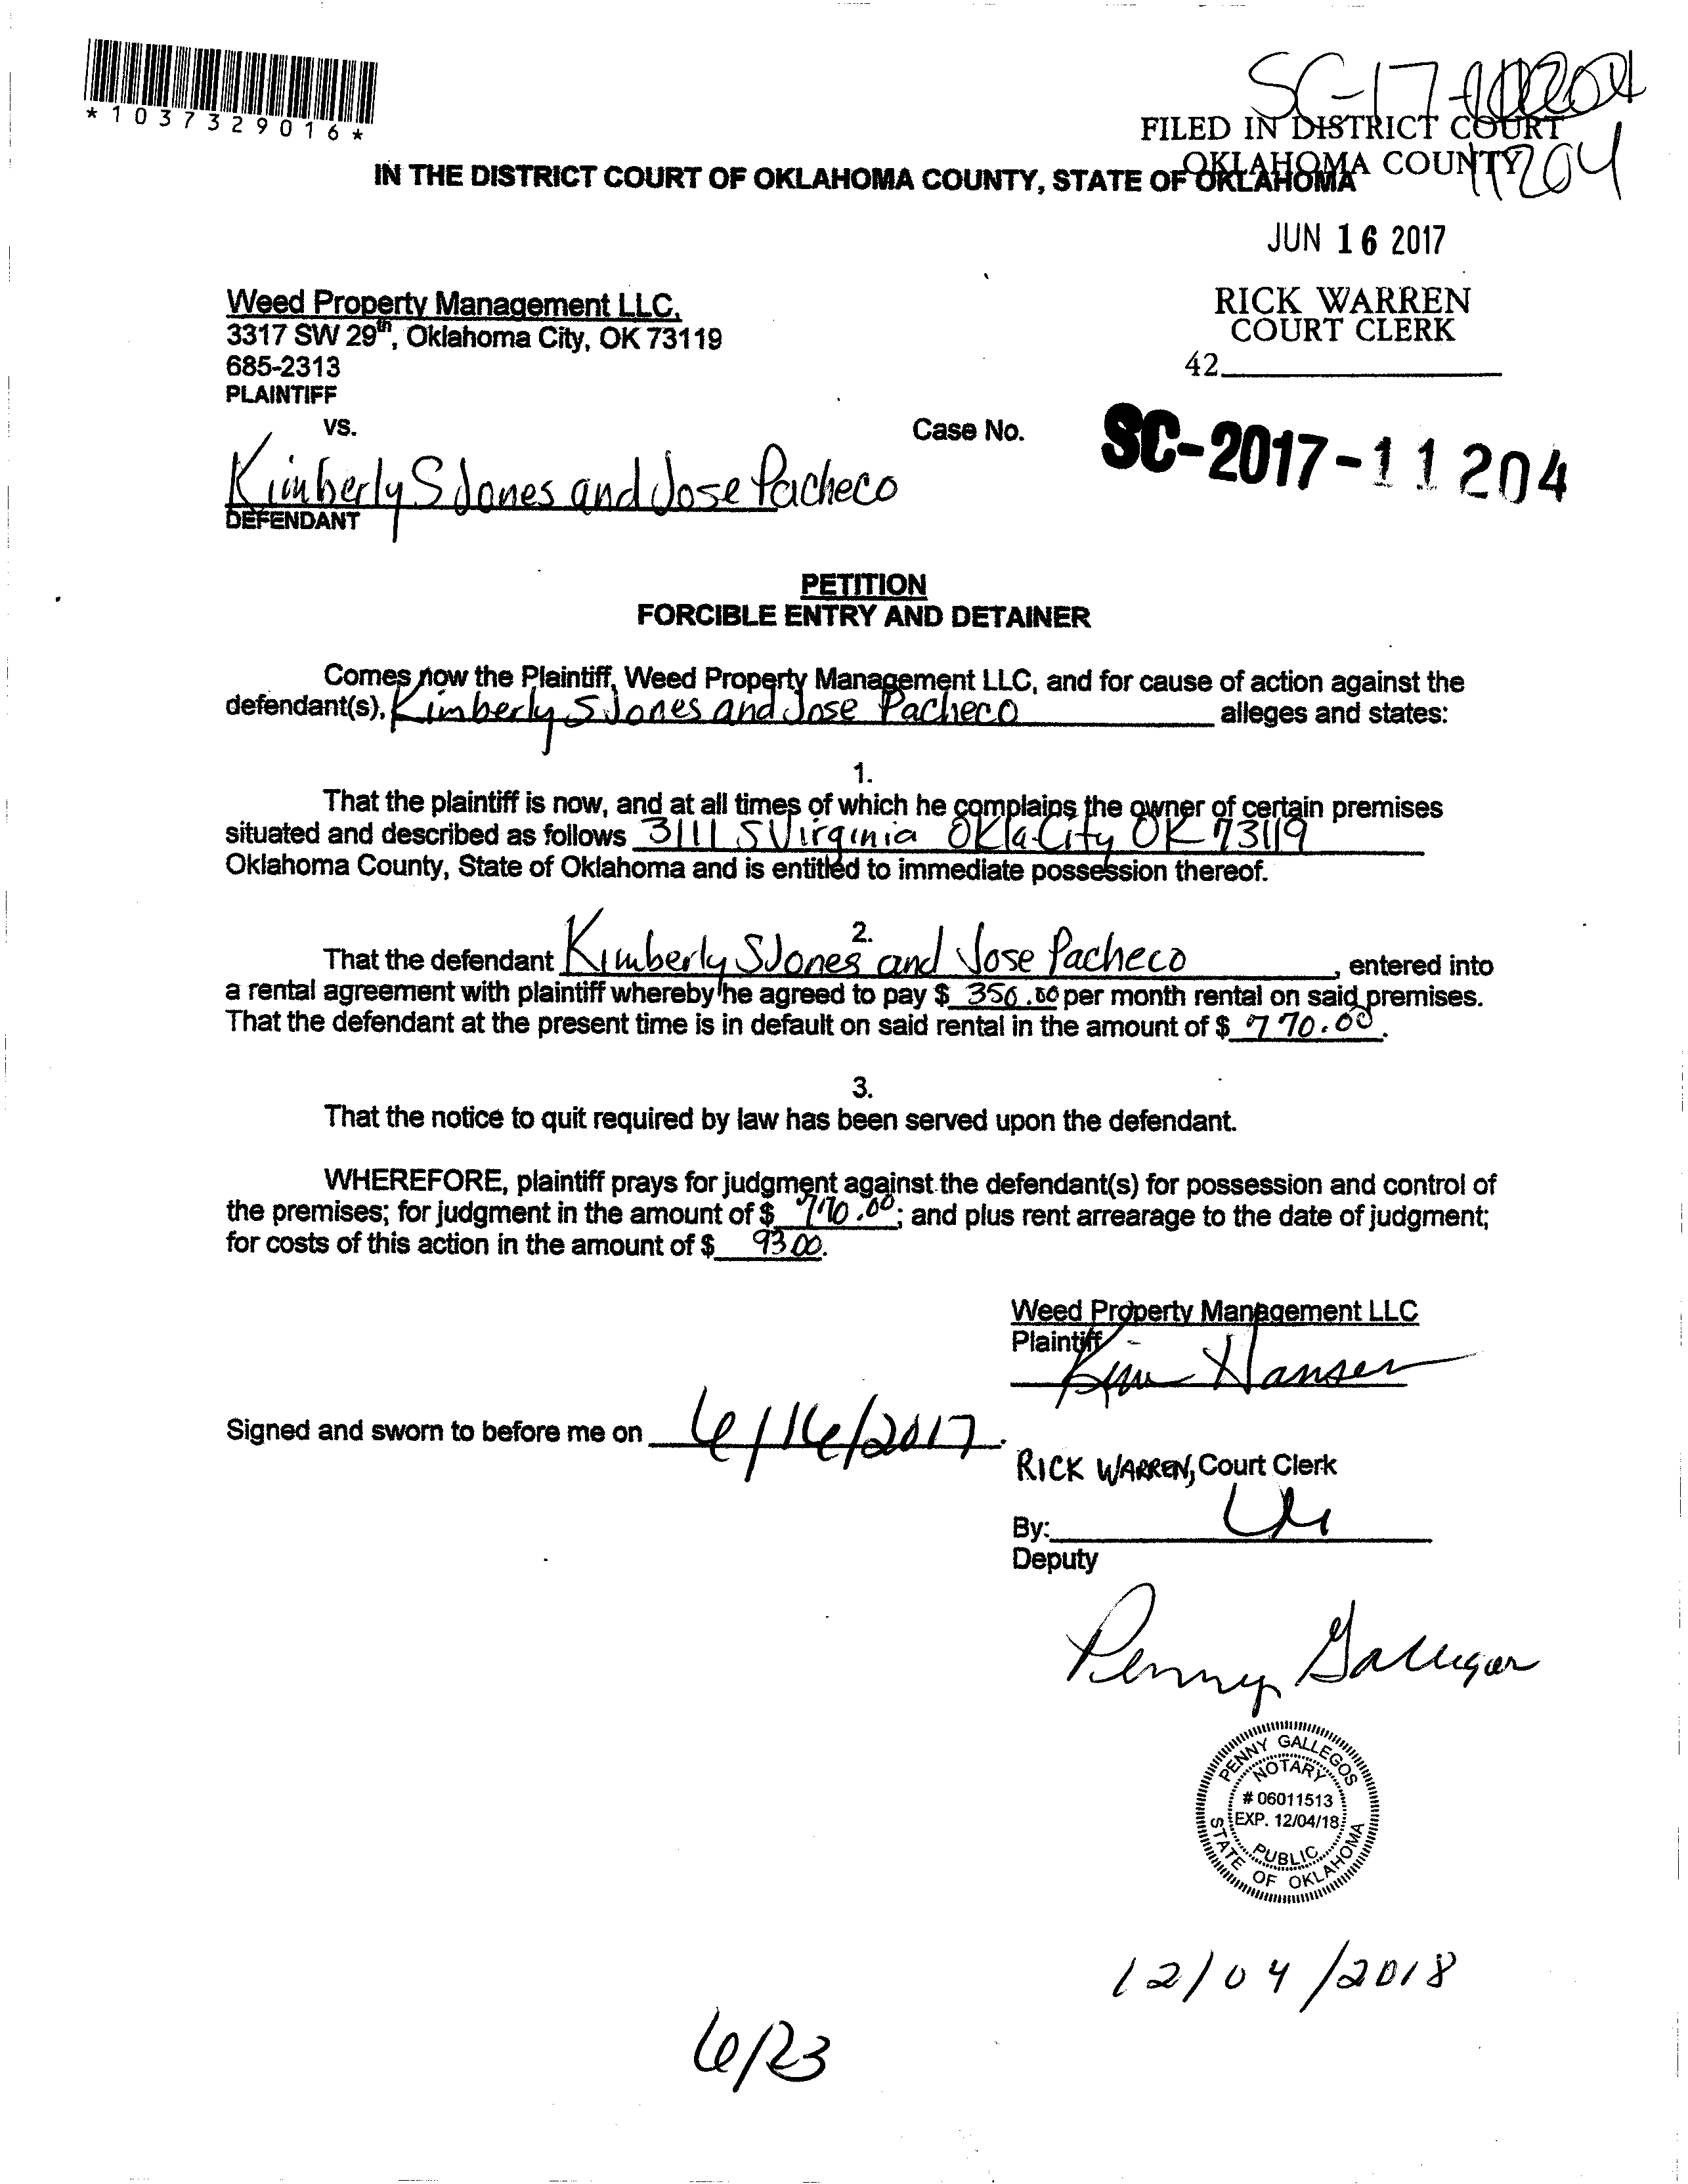 *1037329016*
SC-17-
11204
FILED IN DISTRICT COURT
OKLAHOMA COUNTY
IN THE DISTRICT COURT OF OKLAHOMA COUNTY, STATE OF OKLAHOMA
JUN 16 2017
RICK WARREN
COURT CLERK
42
Weed Property Management LLC.
3317 SW 29th, Oklahoma City, OK 73119
685-2313
PLAINTIFF
vs.
Case No. SC-2017-11204
Kimberly S Jones and Jose Pacheco
DEFENDANT
PETITION
FORCIBLE ENTRY AND DETAINER
Comes now the Plaintiff, Weed Property Management LLC, and for cause of action against the
defendant(s), Kimberly S Jones and Jose Pacheco alleges and states:
1.
That the plaintiff is now, and at all times of which he complains the owner of certain premises
situated and described as follows 3111 S Virginia Okla City OK 73119
Oklahoma County, State of Oklahoma and is entitled to immediate possession thereof.
2.
That the defendant Kimberly S Jones and Jose Pacheco, entered into
a rental agreement with plaintiff whereby he agreed to pay $ 350.00 per month rental on said premises.
That the defendant at the present time is in default on said rental in the amount of $ 770.00.
3.
That the notice to quit required by law has been served upon the defendant.
WHEREFORE, plaintiff prays for judgment against the defendant(s) for possession and control of
the premises; for judgment in the amount of $ 770.00; and plus rent arrearage to the date of judgment;
for costs of this action in the amount of $ 93.00.
Weed Property Management LLC
Plaintiff
Kim Hansen
Signed and sworn to before me on 6/16/2017.
RICK WARREN, Court Clerk
By:
Deputy
Penny Gallegos
PENNY GALLEGOS
NOTARY
# 06011513
EXP. 12/04/18
PUBLIC
STATE OF OKLAHOMA
12/04/2018
6/23